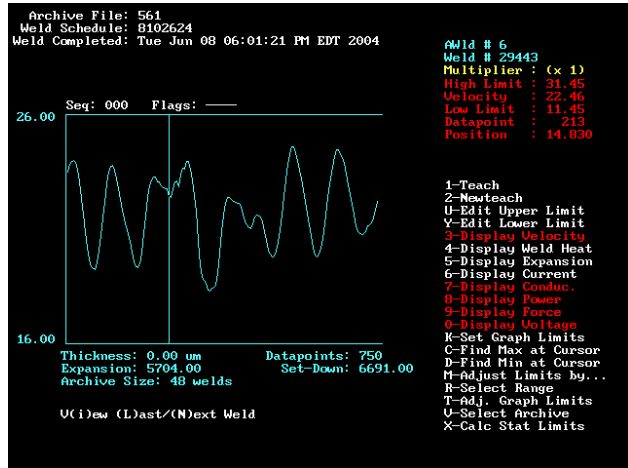 Archive File: 561
Weld Schedule: 8102624
Weld Completed: Tue Jun 08 06:01:21 PM EDT 2004
AWld # 6
Weld # 29443
Multiplier : (x 1)
High Limit : 31.45
Velocity : 22.46
Low Limit : 11.45
Datapoint : 213
Position : 14.830
Seq: 000 Flags: ────
26.00
16.00
1-Teach
2-Newteach
U-Edit Upper Limit
Y-Edit Lower Limit
3-Display Velocity
4-Display Weld Heat
5-Display Expansion
6-Display Current
7-Display Conduc.
8-Display Power
9-Display Force
0-Display Voltage
K-Set Graph Limits
C-Find Max at Cursor
D-Find Min at Cursor
M-Adjust Limits by...
R-Select Range
T-Adj. Graph Limits
V-Select Archive
X-Calc Stat Limits
Thickness: 0.00 um Datapoints: 750
Expansion: 5704.00 Set-Down: 6691.00
Archive Size: 48 welds
V(i)ew (L)ast/(N)ext Weld